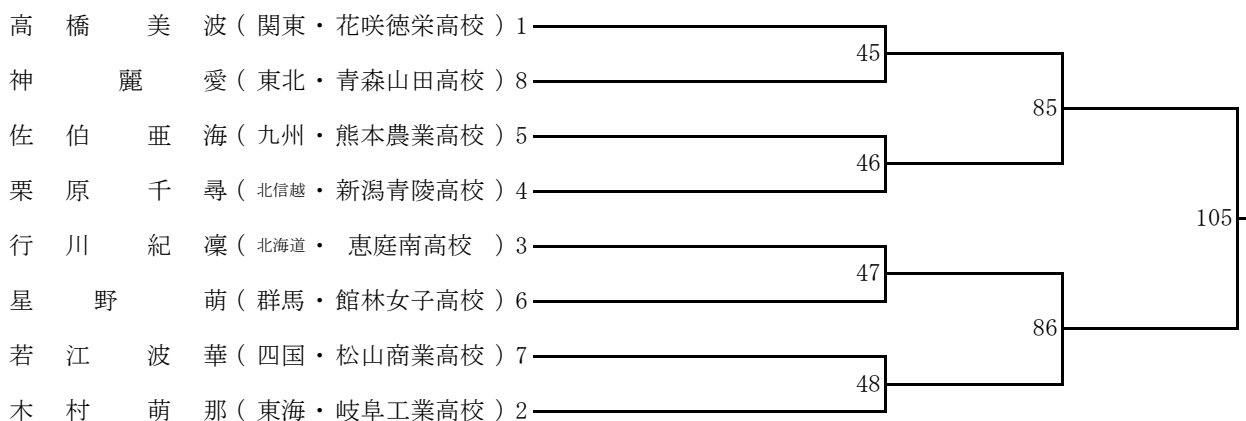 高橋 美波 ( 関東・花咲徳栄高校 ) 1
45
神 麗愛 ( 東北・青森山田高校 ) 8
85
佐伯 亜海 ( 九州・熊本農業高校 ) 5
46
栗原 千尋 ( 北信越・新潟青陵高校 ) 4
105
行川 紀凜 ( 北海道・恵庭南高校 ) 3
47
星野 萌 ( 群馬・館林女子高校 ) 6
86
若江 波華 ( 四国・松山商業高校 ) 7
48
木村 萌那 ( 東海・岐阜工業高校 ) 2